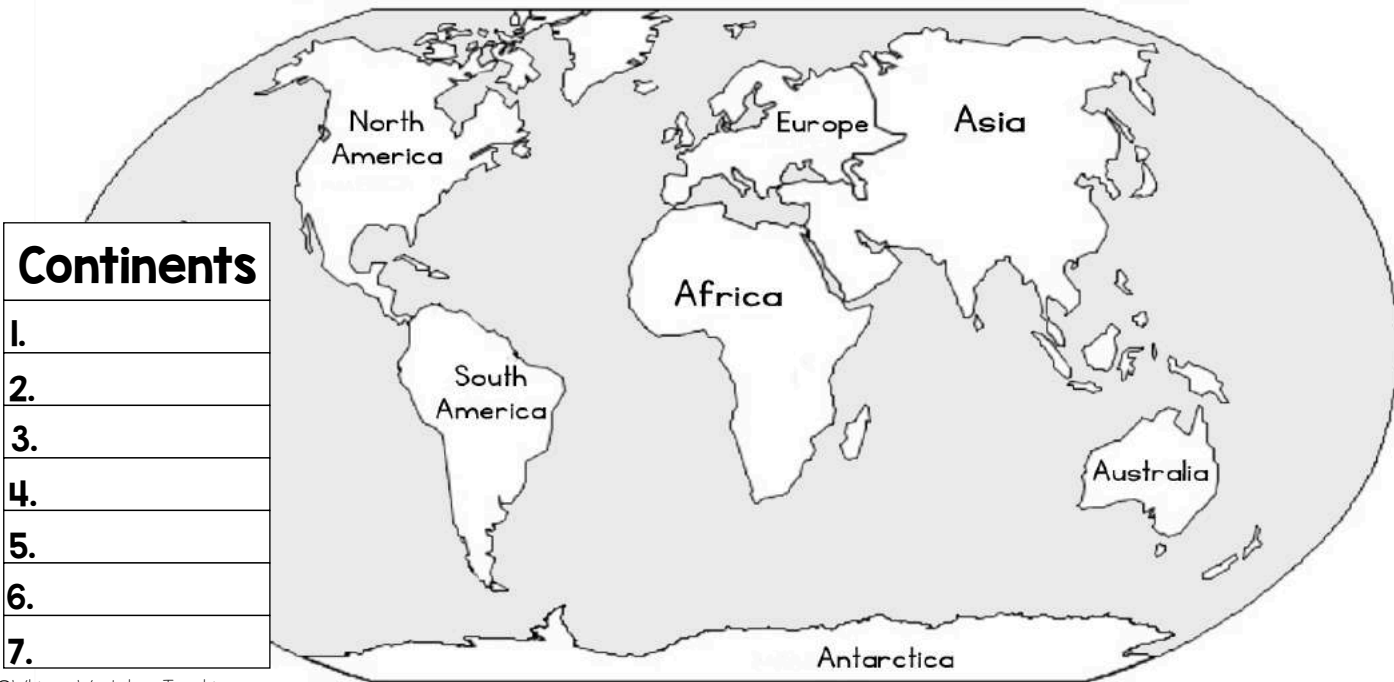 North
America
Europe
Asia
Continents
1.
2.
3.
4.
5.
6.
7.
Africa
South
America
Australia
Antarctica